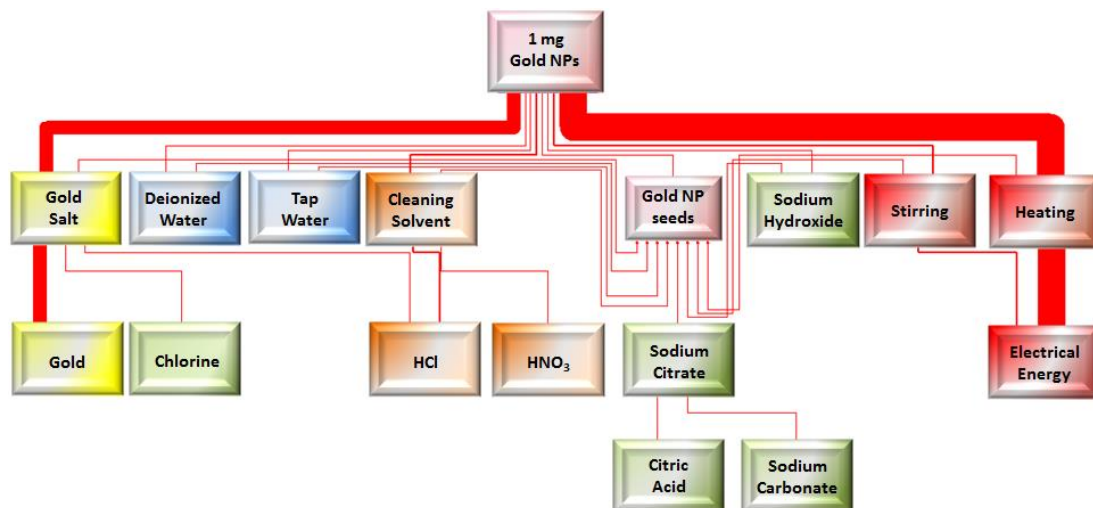 1 mg
Gold NPs
Gold
Salt
Deionized
Water
Tap
Water
Cleaning
Solvent
Gold NP
seeds
Sodium
Hydroxide
Stirring
Heating
Gold
Chlorine
HCl
HNO₃
Sodium
Citrate
Electrical
Energy
Citric
Acid
Sodium
Carbonate